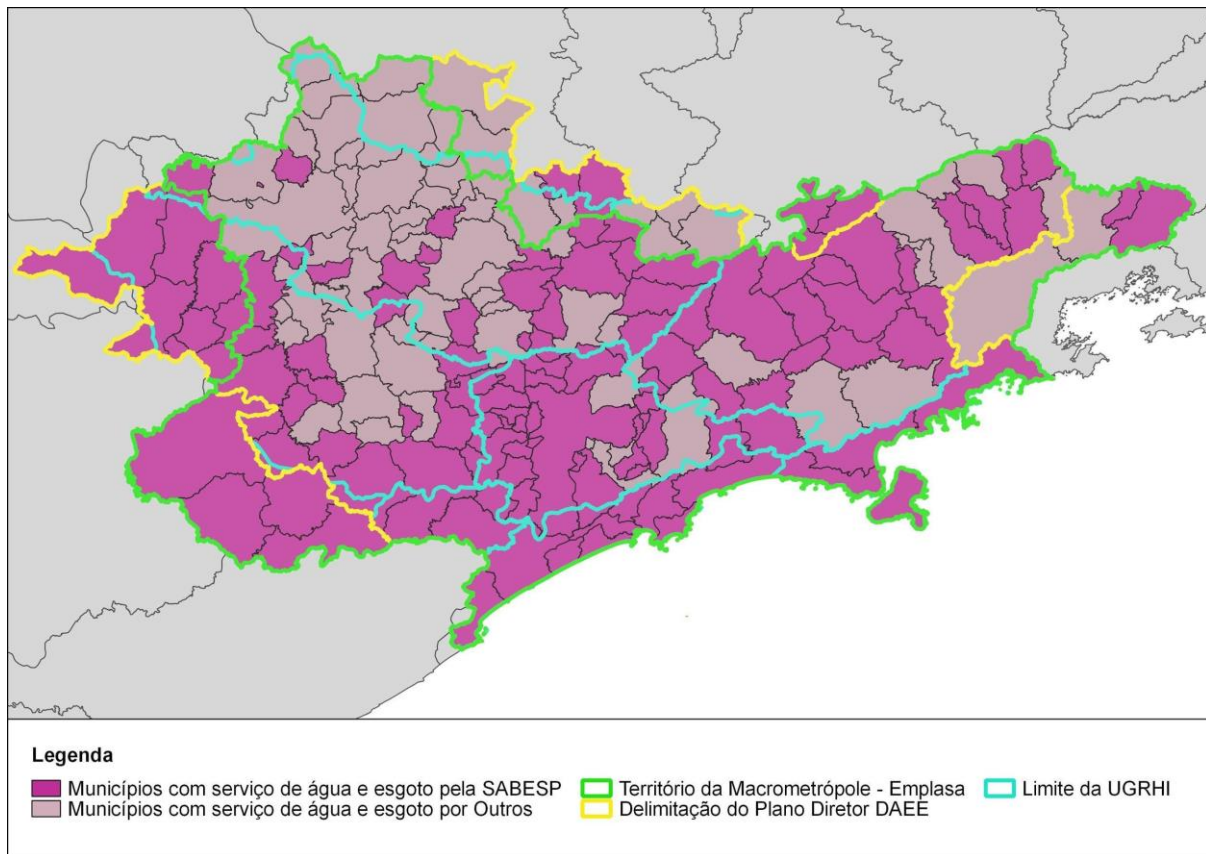 Legenda
Municípios com serviço de água e esgoto pela SABESP
Municípios com serviço de água e esgoto por Outros
Território da Macrometrópole - Emplasa
Delimitação do Plano Diretor DAEE
Limite da UGRHI